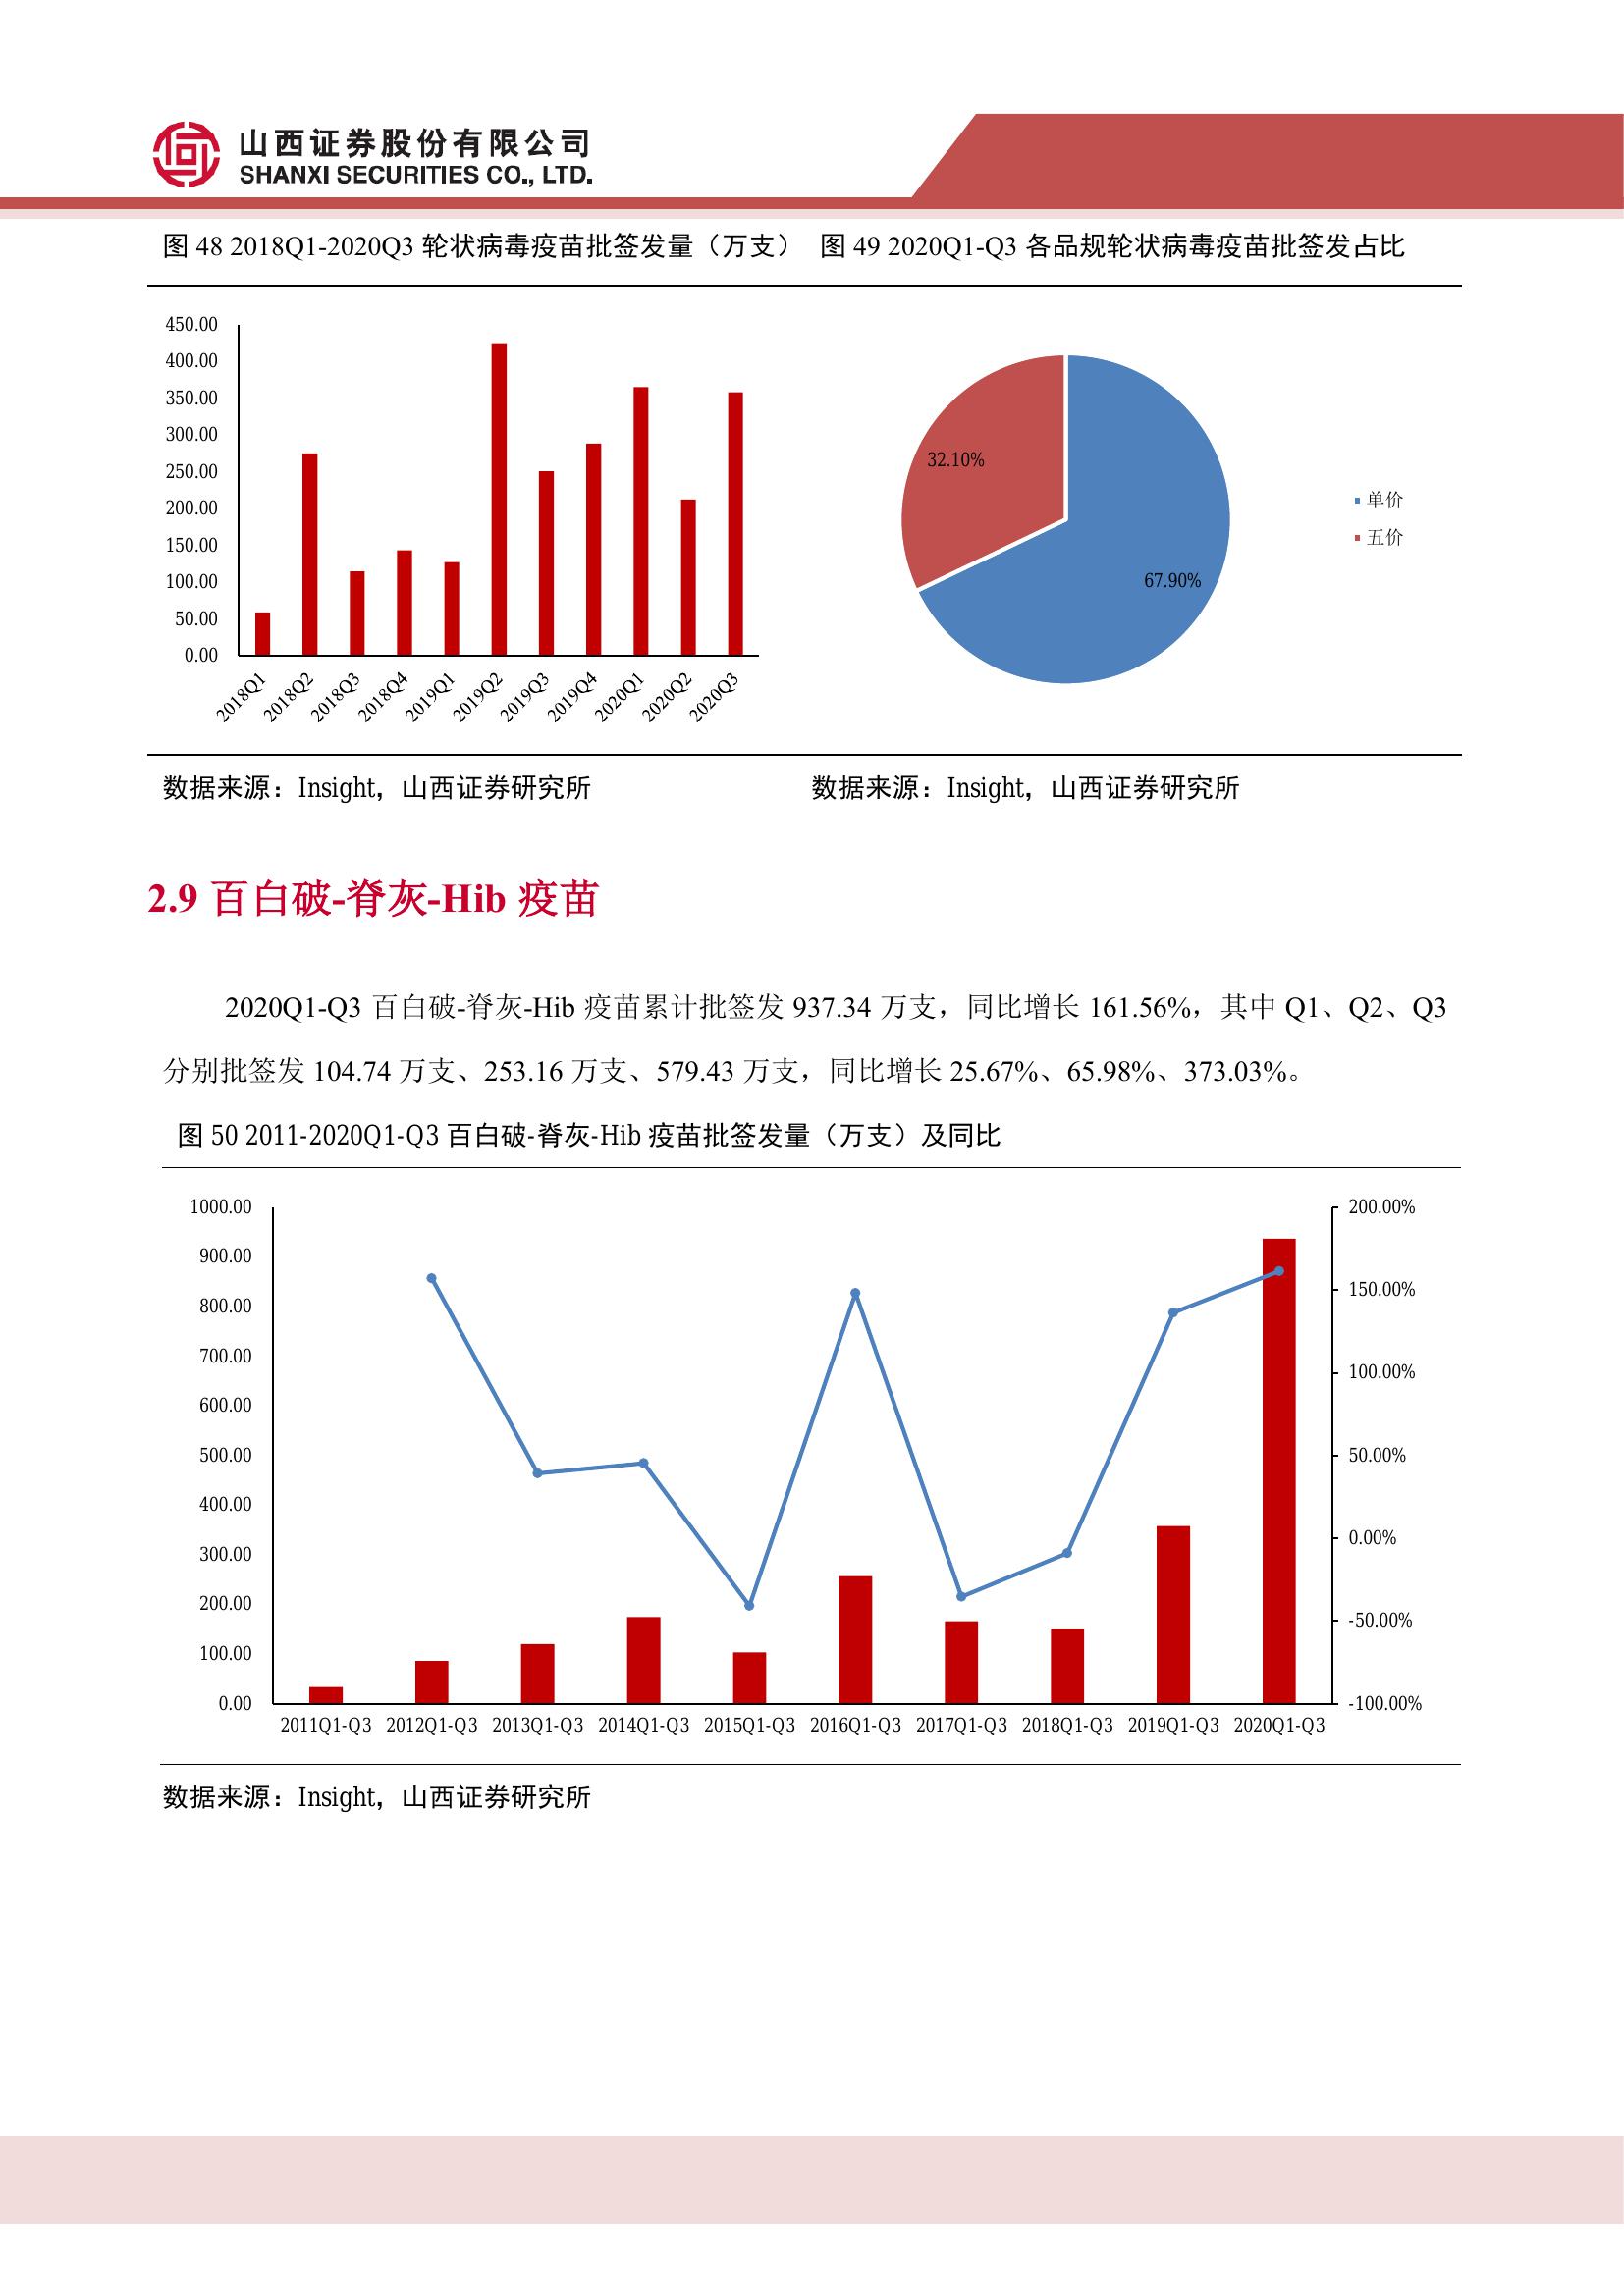 山西证券股份有限公司
SHANXI SECURITIES CO., LTD.
图 48 2018Q1-2020Q3 轮状病毒疫苗批签发量（万支）
图 49 2020Q1-Q3 各品规轮状病毒疫苗批签发占比
450.00
400.00
350.00
300.00
250.00
200.00
150.00
100.00
50.00
0.00
2018Q1
2018Q2
2018Q3
2018Q4
2019Q1
2019Q2
2019Q3
2019Q4
2020Q1
2020Q2
2020Q3
32.10%
67.90%
单价
五价
数据来源：Insight，山西证券研究所
数据来源：Insight，山西证券研究所
2.9 百白破-脊灰-Hib 疫苗
2020Q1-Q3 百白破-脊灰-Hib 疫苗累计批签发 937.34 万支，同比增长 161.56%，其中 Q1、Q2、Q3
分别批签发 104.74 万支、253.16 万支、579.43 万支，同比增长 25.67%、65.98%、373.03%。
图 50 2011-2020Q1-Q3 百白破-脊灰-Hib 疫苗批签发量（万支）及同比
1000.00
900.00
800.00
700.00
600.00
500.00
400.00
300.00
200.00
100.00
0.00
200.00%
150.00%
100.00%
50.00%
0.00%
-50.00%
-100.00%
2011Q1-Q3 2012Q1-Q3 2013Q1-Q3 2014Q1-Q3 2015Q1-Q3 2016Q1-Q3 2017Q1-Q3 2018Q1-Q3 2019Q1-Q3 2020Q1-Q3
数据来源：Insight，山西证券研究所